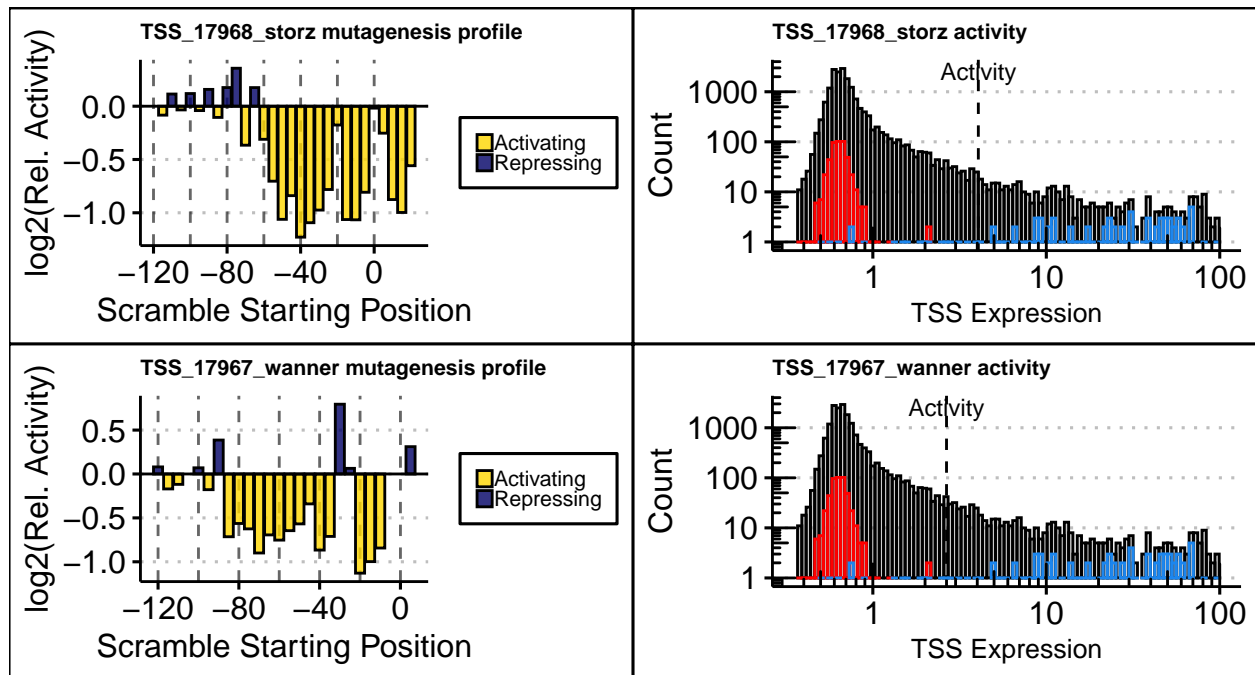 TSS_17968_storz mutagenesis profile
log2(Rel. Activity)
0.0
−0.5
−1.0
−120 −80 −40 0
Scramble Starting Position
Activating
Repressing
TSS_17968_storz activity
Activity
Count
1000
100
10
1
1 10 100
TSS Expression
TSS_17967_wanner mutagenesis profile
log2(Rel. Activity)
0.5
0.0
−0.5
−1.0
−120 −80 −40 0
Scramble Starting Position
Activating
Repressing
TSS_17967_wanner activity
Activity
Count
1000
100
10
1
1 10 100
TSS Expression